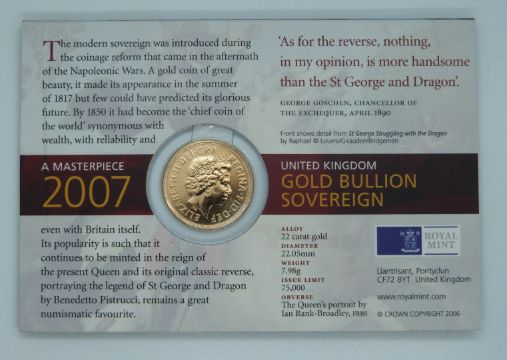 The modern sovereign was introduced during
the coinage reform that came in the aftermath
of the Napoleonic Wars. A gold coin of great
beauty, it made its appearance in the summer
of 1817 but few could have predicted its glorious
future. By 1850 it had become the 'chief coin of
the world' synonymous with
wealth, with reliability and
A MASTERPIECE
2007
even with Britain itself.
Its popularity is such that it
continues to be minted in the reign of
the present Queen and its original classic reverse,
portraying the legend of St George and Dragon
by Benedetto Pistrucci, remains a great
numismatic favourite.
ELIZABETH·II·DEI·GRA REGINA·FID·DEF
'As for the reverse, nothing,
in my opinion, is more handsome
than the St George and Dragon'.
GEORGE GOSCHEN, CHANCELLOR OF
THE EXCHEQUER, APRIL 1890
Front shows detail from St George Struggling with the Dragon
by Raphael © Louvre/Giraudon/Bridgeman
UNITED KINGDOM
GOLD BULLION
SOVEREIGN
ALLOY
22 carat gold
DIAMETER
22.05mm
WEIGHT
7.98g
ISSUE LIMIT
75,000
OBVERSE
The Queen's portrait by
Ian Rank-Broadley, FRBS
ROYAL
MINT
Llantrisant, Pontyclun
CF72 8YT United Kingdom
www.royalmint.com
© CROWN COPYRIGHT 2006